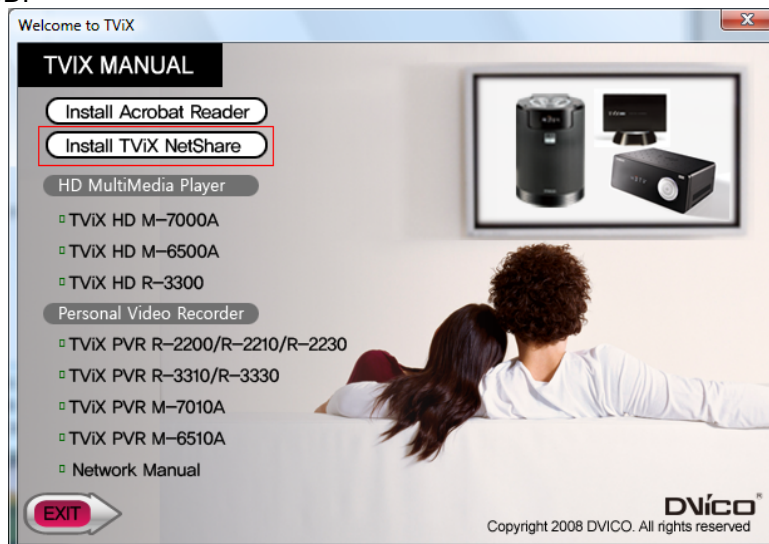 Welcome to TViX
TVIX MANUAL
Install Acrobat Reader
Install TViX NetShare
HD MultiMedia Player
TViX HD M-7000A
TViX HD M-6500A
TViX HD R-3300
Personal Video Recorder
TViX PVR R-2200/R-2210/R-2230
TViX PVR R-3310/R-3330
TViX PVR M-7010A
TViX PVR M-6510A
Network Manual
EXIT
DViCO®
Copyright 2008 DVICO. All rights reserved